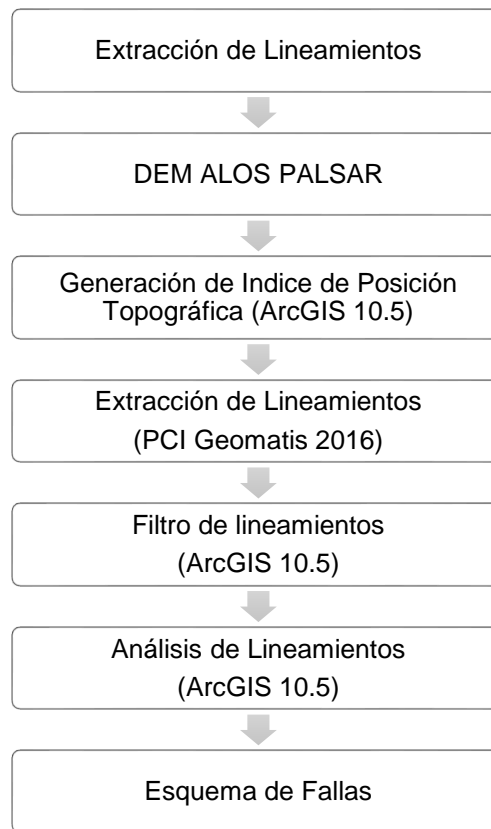 Extracción de Lineamientos
DEM ALOS PALSAR
Generación de Indice de Posición
Topográfica (ArcGIS 10.5)
Extracción de Lineamientos
(PCI Geomatis 2016)
Filtro de lineamientos
(ArcGIS 10.5)
Análisis de Lineamientos
(ArcGIS 10.5)
Esquema de Fallas